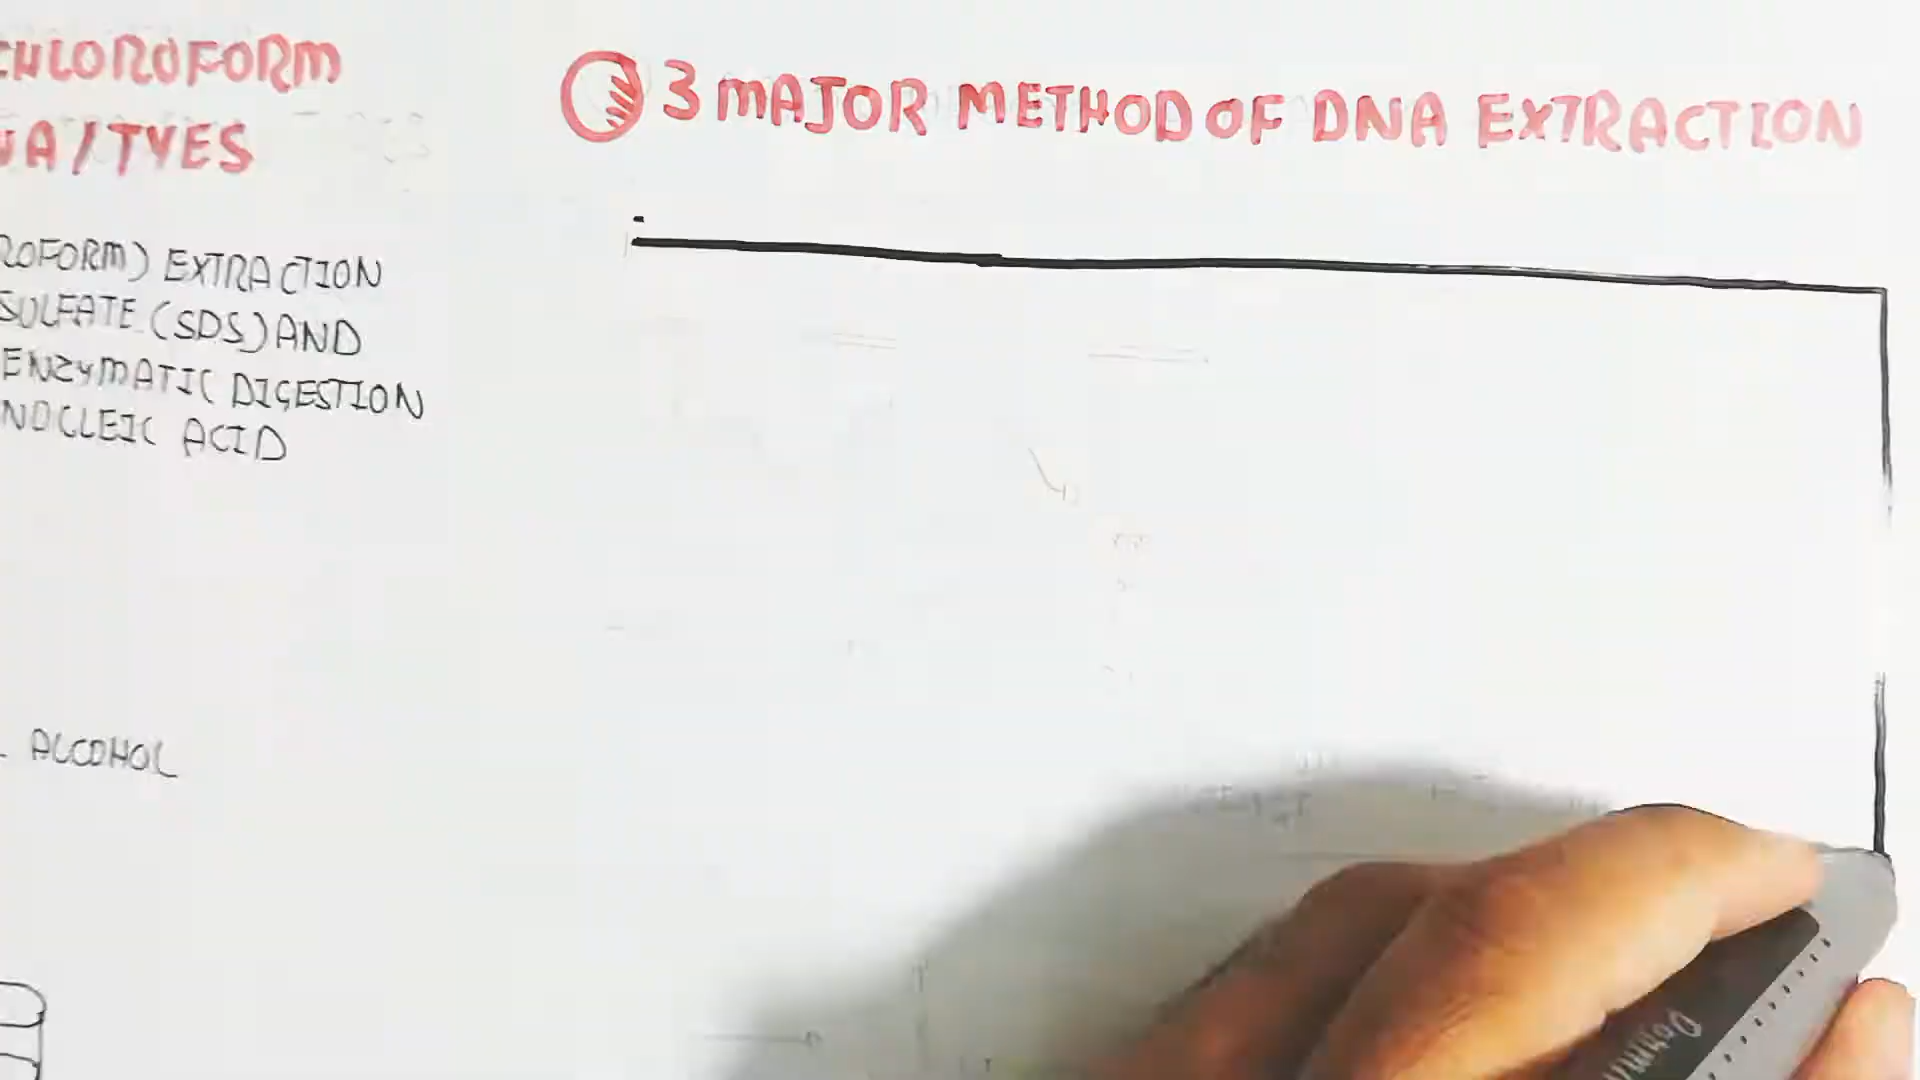 CHLOROFORM
/TYES
3 MAJOR METHOD OF DNA EXTRACTION
ROFORM) EXTRACTION
SULFATE (SDS) AND
ENZYMATIC DIGESTION
NUCLEIC ACID
ALCOHOL